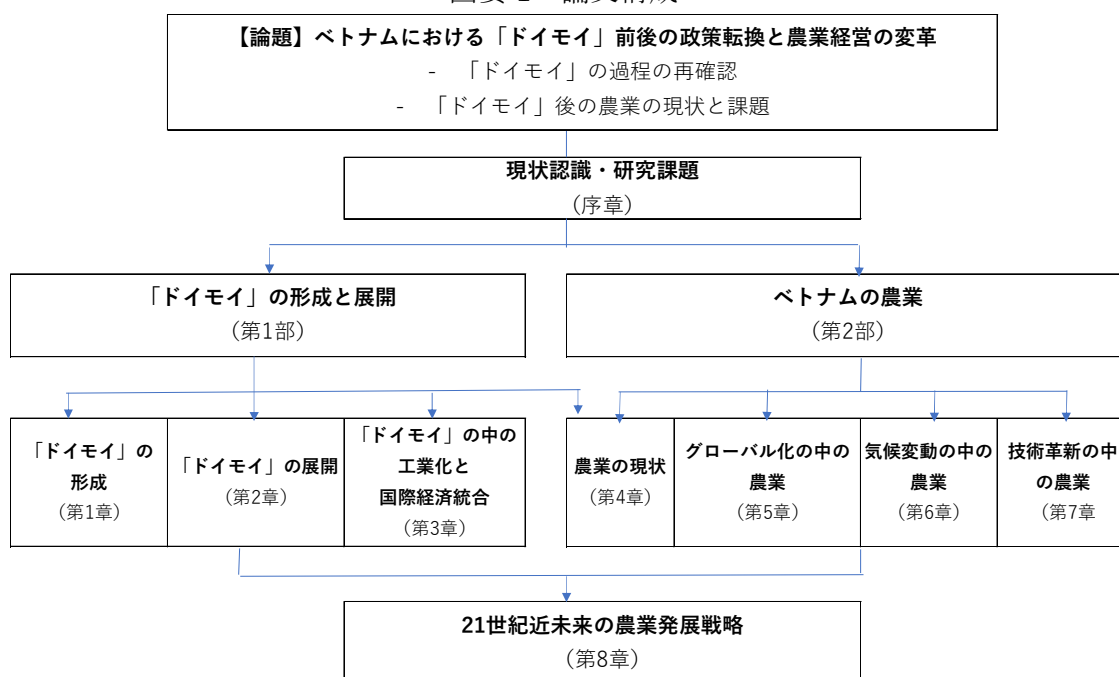 【論題】ベトナムにおける「ドイモイ」前後の政策転換と農業経営の変革
- 「ドイモイ」の過程の再確認
- 「ドイモイ」後の農業の現状と課題
現状認識・研究課題
（序章）
「ドイモイ」の形成と展開
（第1部）
ベトナムの農業
（第2部）
「ドイモイ」の
形成
（第1章）
「ドイモイ」の展開
（第2章）
「ドイモイ」の中の
工業化と
国際経済統合
（第3章）
農業の現状
（第4章）
グローバル化の中の
農業
（第5章）
気候変動の中の
農業
（第6章）
技術革新の中
の農業
（第7章
21世紀近未来の農業発展戦略
（第8章）